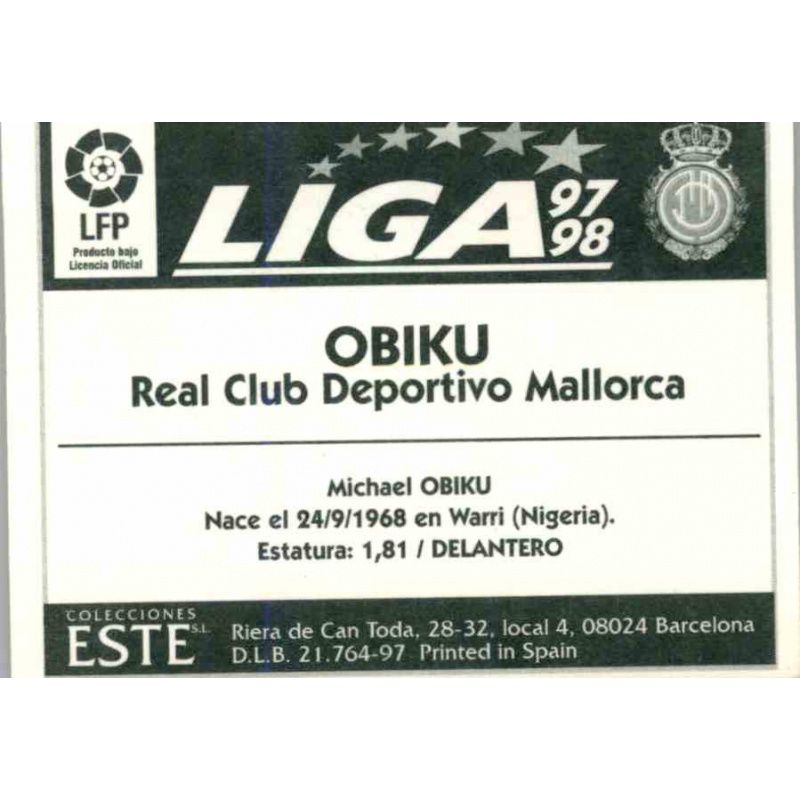 LFP
Producto bajo
Licencia Oficial
LIGA 97
98
OBIKU
Real Club Deportivo Mallorca
Michael OBIKU
Nace el 24/9/1968 en Warri (Nigeria).
Estatura: 1,81 / DELANTERO
COLECCIONES
ESTE S.L.
Riera de Can Toda, 28-32, local 4, 08024 Barcelona
D.L.B. 21.764-97 Printed in Spain